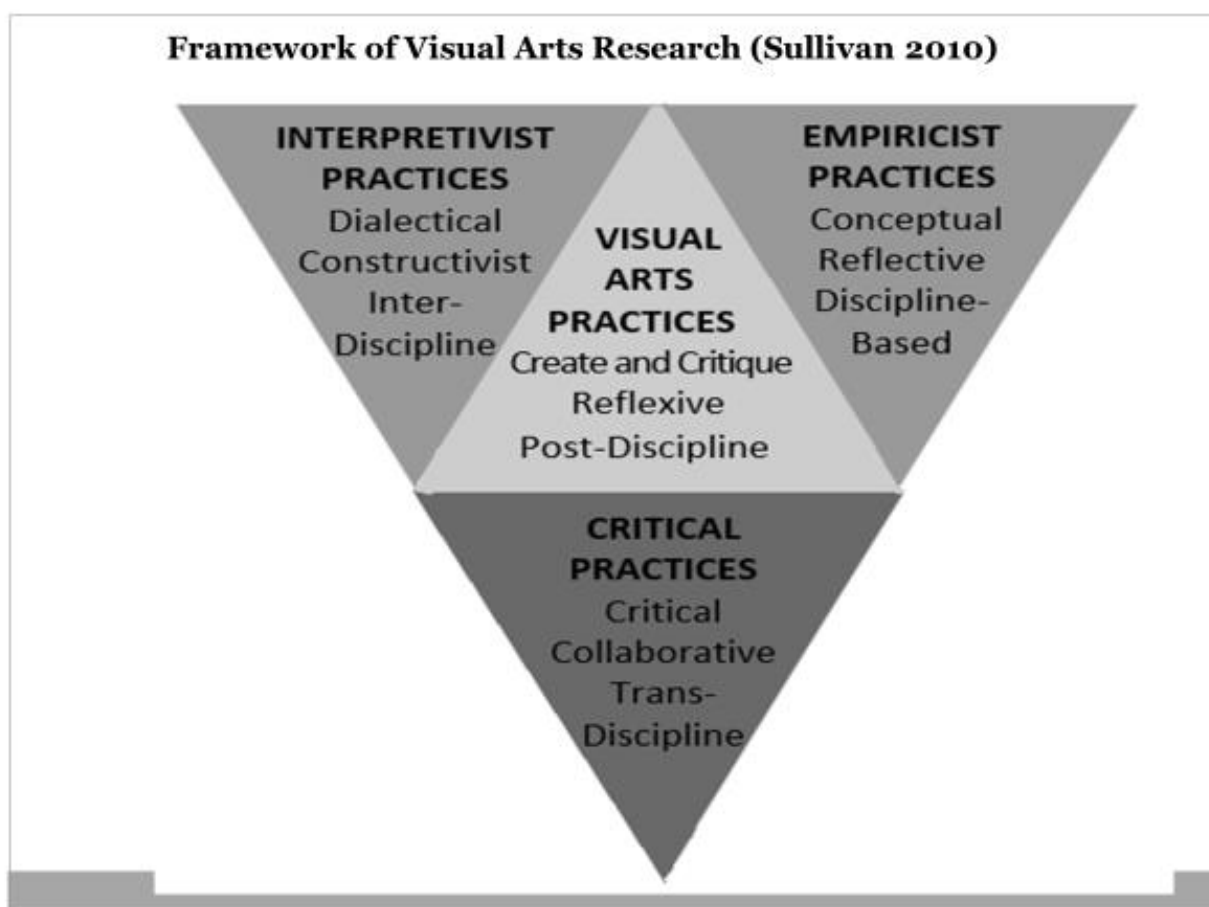 Framework of Visual Arts Research (Sullivan 2010)
INTERPRETIVIST
PRACTICES
Dialectical
Constructivist
Inter-
Discipline
VISUAL
ARTS
PRACTICES
Create and Critique
Reflexive
Post-Discipline
EMPIRICIST
PRACTICES
Conceptual
Reflective
Discipline-
Based
CRITICAL
PRACTICES
Critical
Collaborative
Trans-
Discipline